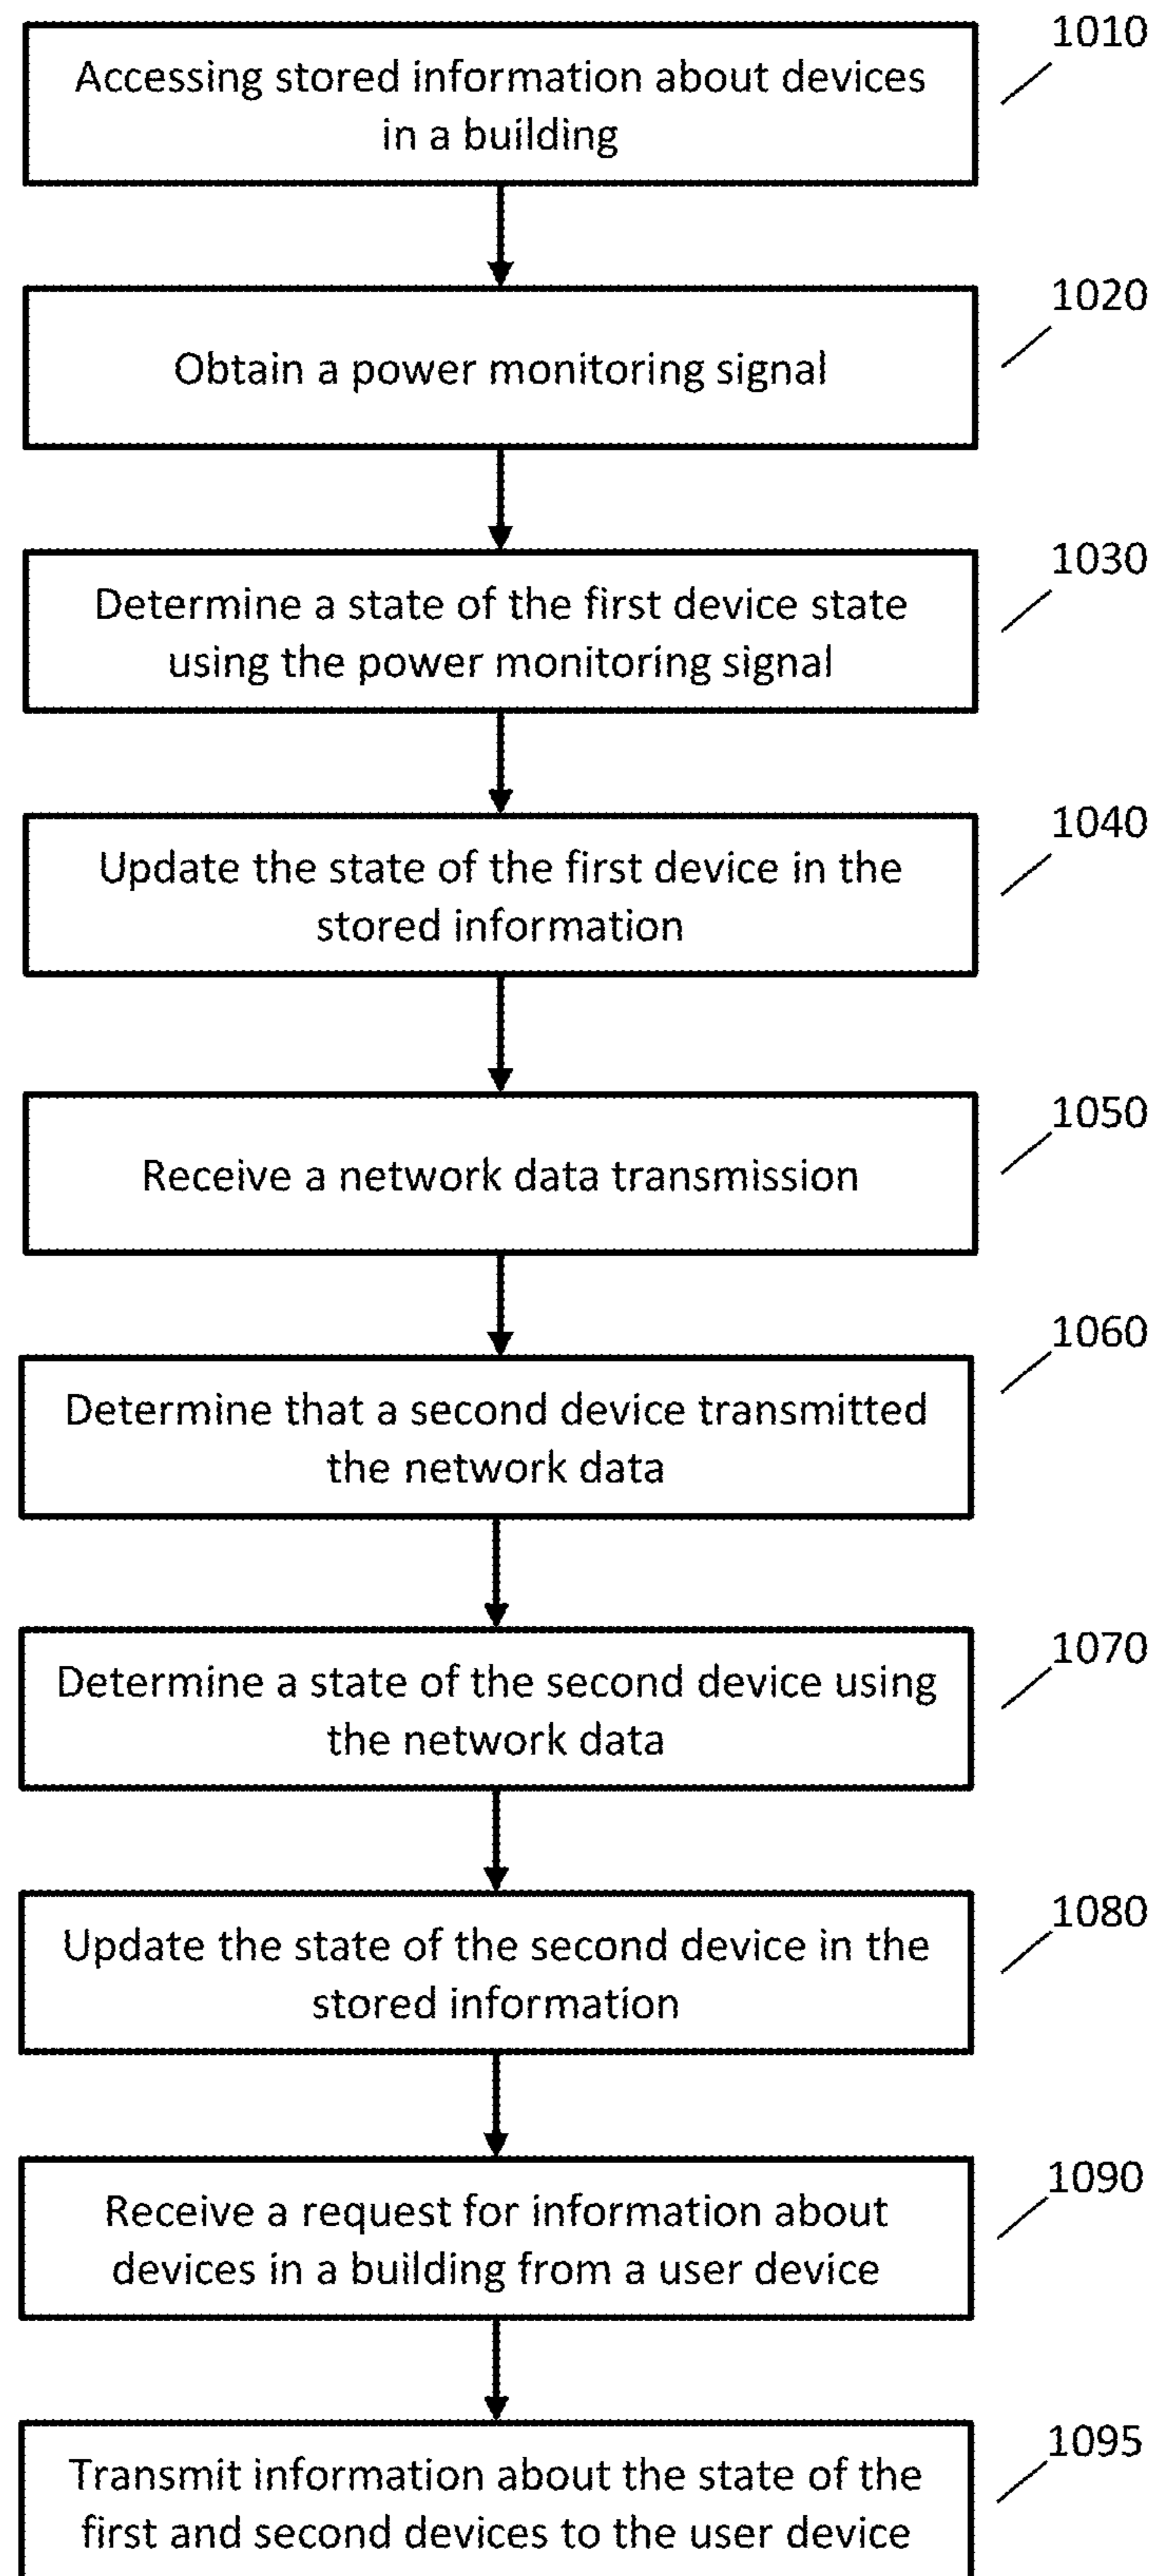 1010
Accessing stored information about devices
in a building
1020
Obtain a power monitoring signal
1030
Determine a state of the first device state
using the power monitoring signal
1040
Update the state of the first device in the
stored information
1050
Receive a network data transmission
1060
Determine that a second device transmitted
the network data
1070
Determine a state of the second device using
the network data
1080
Update the state of the second device in the
stored information
1090
Receive a request for information about
devices in a building from a user device
1095
Transmit information about the state of the
first and second devices to the user device